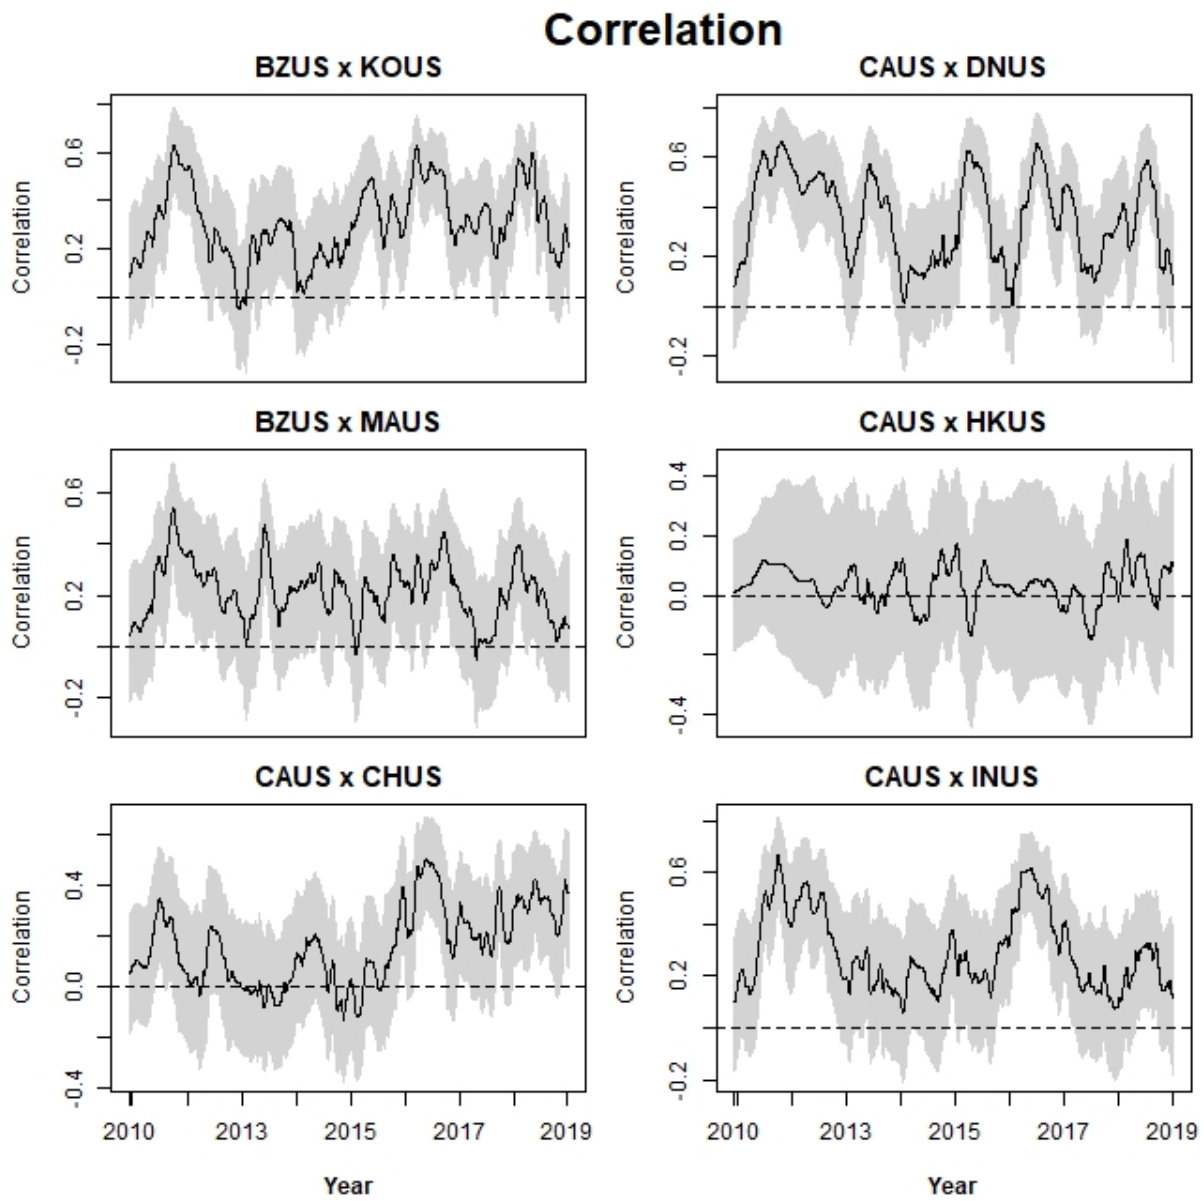 Correlation
BZUS x KOUS
CAUS x DNUS
Correlation
-0.2 0.2 0.6
Correlation
-0.2 0.2 0.6
BZUS x MAUS
CAUS x HKUS
Correlation
-0.2 0.2 0.6
Correlation
-0.4 0.0 0.2 0.4
CAUS x CHUS
CAUS x INUS
Correlation
-0.4 0.0 0.4
Correlation
-0.2 0.2 0.6
2010 2013 2015 2017 2019
2010 2013 2015 2017 2019
Year
Year